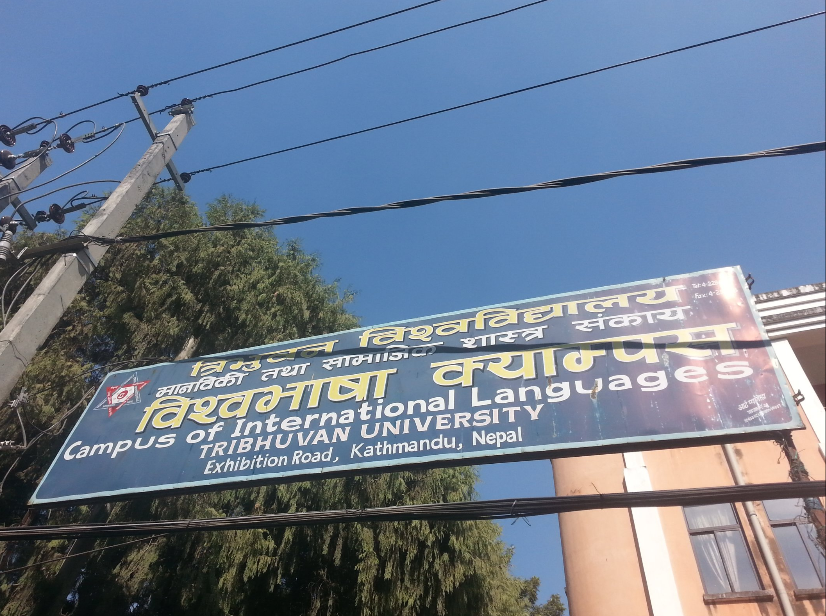 त्रिभुवन विश्वविद्यालय
मानविकी तथा सामाजिक शास्त्र संकाय
विश्वभाषा क्याम्पस
Campus of International Languages
TRIBHUVAN UNIVERSITY
Exhibition Road, Kathmandu, Nepal